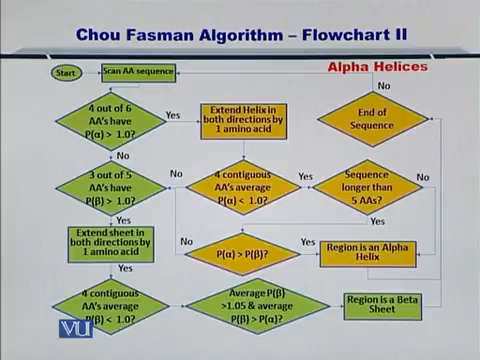 Chou Fasman Algorithm – Flowchart II
Alpha Helices
Start
Scan AA sequence
4 out of 6
AA's have
P(α) > 1.0?
Yes
Extend Helix in
both directions by
1 amino acid
No
End of
Sequence
No
3 out of 5
AA's have
P(β) > 1.0?
No
4 contiguous
AA's average
P(α) < 1.0?
Yes
Sequence
longer than
5 AAs?
No
Yes
Yes
Extend sheet in
both directions by
1 amino acid
No
P(α) > P(β)?
Yes
Region is an Alpha
Helix
Yes
4 contiguous
AA's average
P(β) < 1.0?
Average P(β)
>1.05 & average
P(β) > P(α)?
Region is a Beta
Sheet
VU